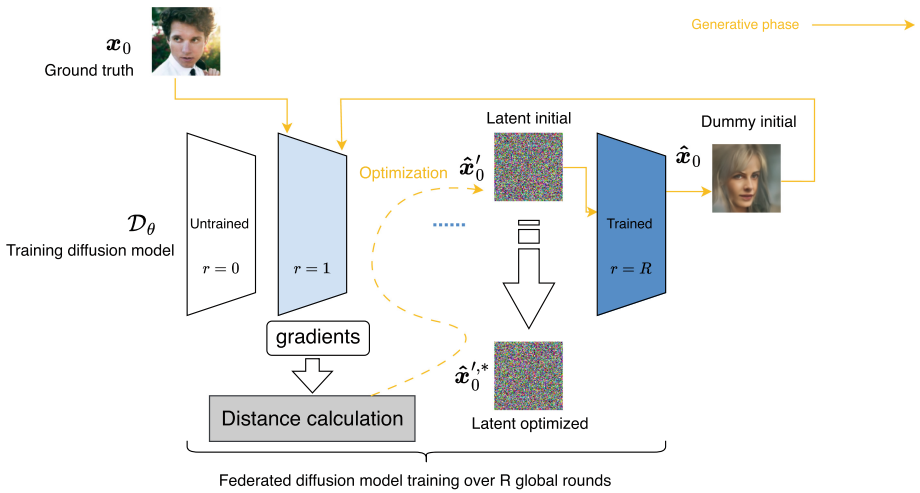 Generative phase
x₀
Ground truth
Latent initial
Dummy initial
Optimization
x̂′₀
x̂₀
𝒟_θ
Training diffusion model
Untrained
......
Trained
r = 0
r = 1
r = R
gradients
x̂₀′,*
Distance calculation
Latent optimized
Federated diffusion model training over R global rounds